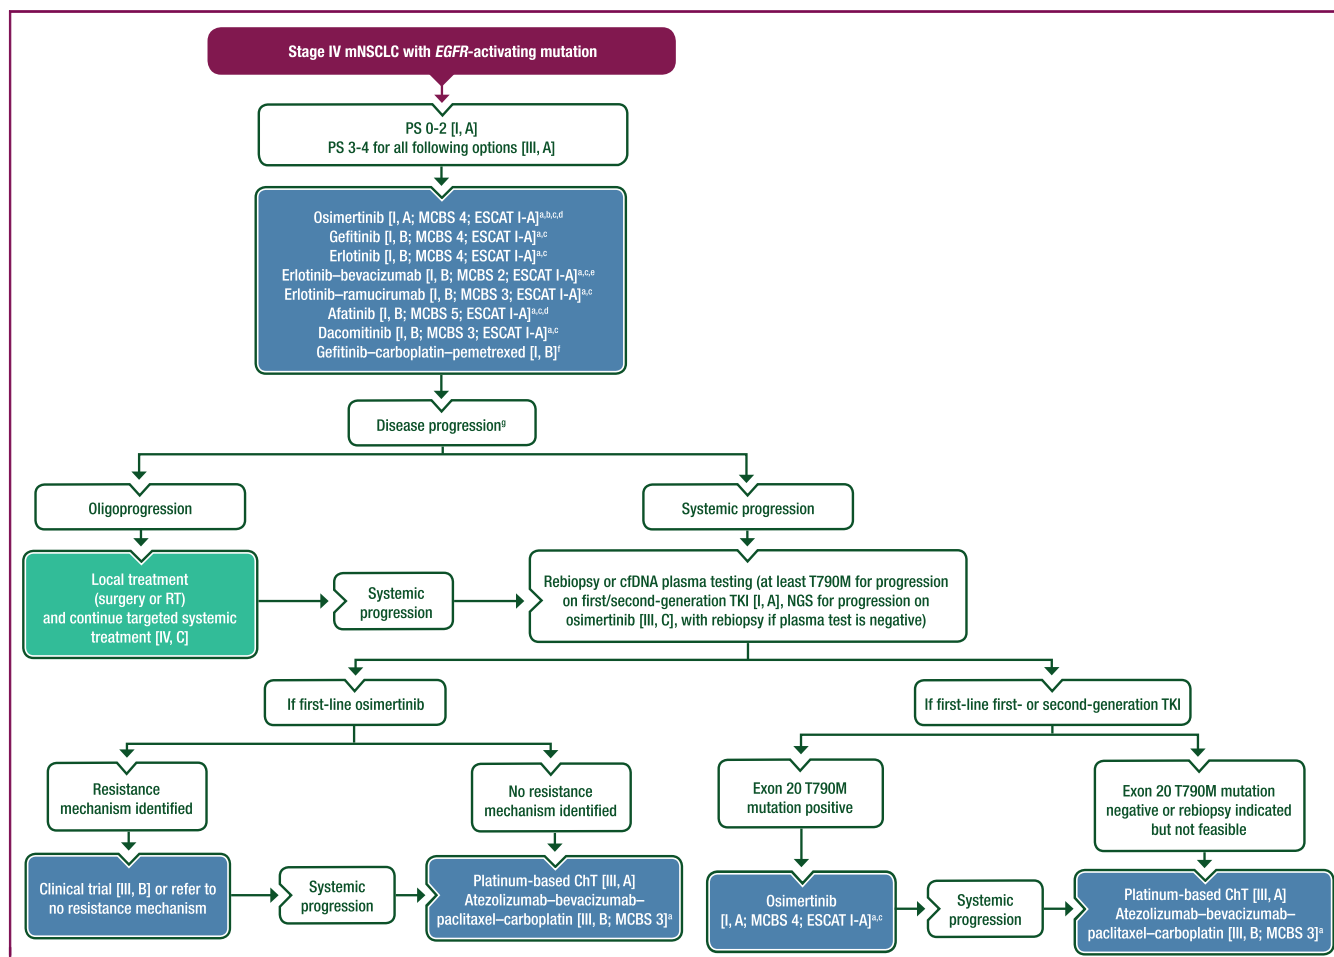 Stage IV mNSCLC with EGFR-activating mutation
PS 0-2 [I, A]
PS 3-4 for all following options [III, A]
Osimertinib [I, A; MCBS 4; ESCAT I-A]a,b,c,d
Gefitinib [I, B; MCBS 4; ESCAT I-A]a,c
Erlotinib [I, B; MCBS 4; ESCAT I-A]a,c
Erlotinib–bevacizumab [I, B; MCBS 2; ESCAT I-A]a,c,e
Erlotinib–ramucirumab [I, B; MCBS 3; ESCAT I-A]a,c
Afatinib [I, B; MCBS 5; ESCAT I-A]a,c,d
Dacomitinib [I, B; MCBS 3; ESCAT I-A]a,c
Gefitinib–carboplatin–pemetrexed [I, B]f
Disease progressiong
Oligoprogression
Systemic progression
Local treatment
(surgery or RT)
and continue targeted systemic
treatment [IV, C]
Systemic
progression
Rebiopsy or cfDNA plasma testing (at least T790M for progression
on first/second-generation TKI [I, A], NGS for progression on
osimertinib [III, C], with rebiopsy if plasma test is negative)
If first-line osimertinib
If first-line first- or second-generation TKI
Resistance
mechanism identified
No resistance
mechanism identified
Exon 20 T790M
mutation positive
Exon 20 T790M mutation
negative or rebiopsy indicated
but not feasible
Clinical trial [III, B] or refer to
no resistance mechanism
Systemic
progression
Platinum-based ChT [III, A]
Atezolizumab–bevacizumab–
paclitaxel–carboplatin [III, B; MCBS 3]a
Osimertinib
[I, A; MCBS 4; ESCAT I-A]a,c
Systemic
progression
Platinum-based ChT [III, A]
Atezolizumab–bevacizumab–
paclitaxel–carboplatin [III, B; MCBS 3]a